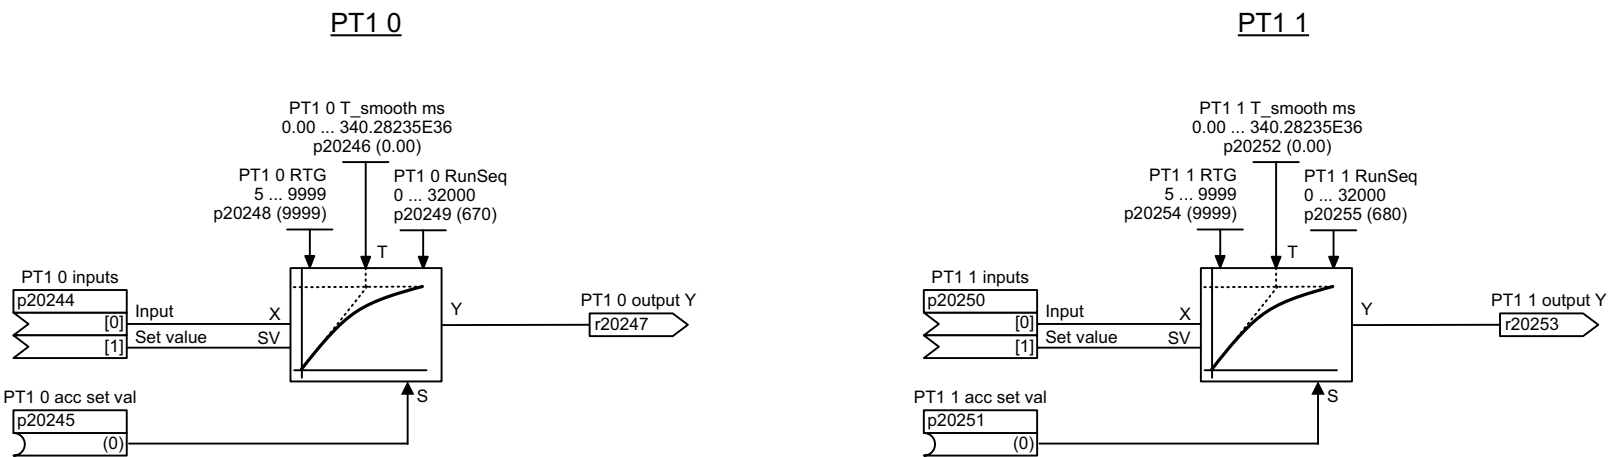 PT1 0
PT1 0 T_smooth ms
0.00 ... 340.28235E36
p20246 (0.00)
PT1 0 RTG
5 ... 9999
p20248 (9999)
PT1 0 RunSeq
0 ... 32000
p20249 (670)
T
PT1 0 inputs
p20244
[0]
[1]
Input
Set value
X
SV
Y
PT1 0 output Y
r20247
PT1 0 acc set val
p20245
(0)
S
PT1 1
PT1 1 T_smooth ms
0.00 ... 340.28235E36
p20252 (0.00)
PT1 1 RTG
5 ... 9999
p20254 (9999)
PT1 1 RunSeq
0 ... 32000
p20255 (680)
T
PT1 1 inputs
p20250
[0]
[1]
Input
Set value
X
SV
Y
PT1 1 output Y
r20253
PT1 1 acc set val
p20251
(0)
S